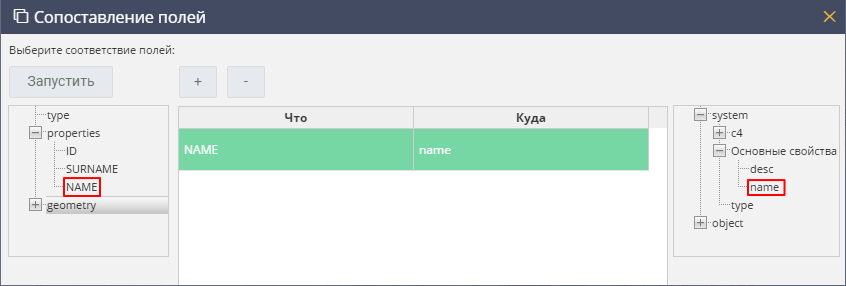 Сопоставление полей
Выберите соответствие полей:
Запустить
+
-
type
properties
ID
SURNAME
NAME
geometry
Что Куда
NAME name
system
c4
Основные свойства
desc
name
type
object